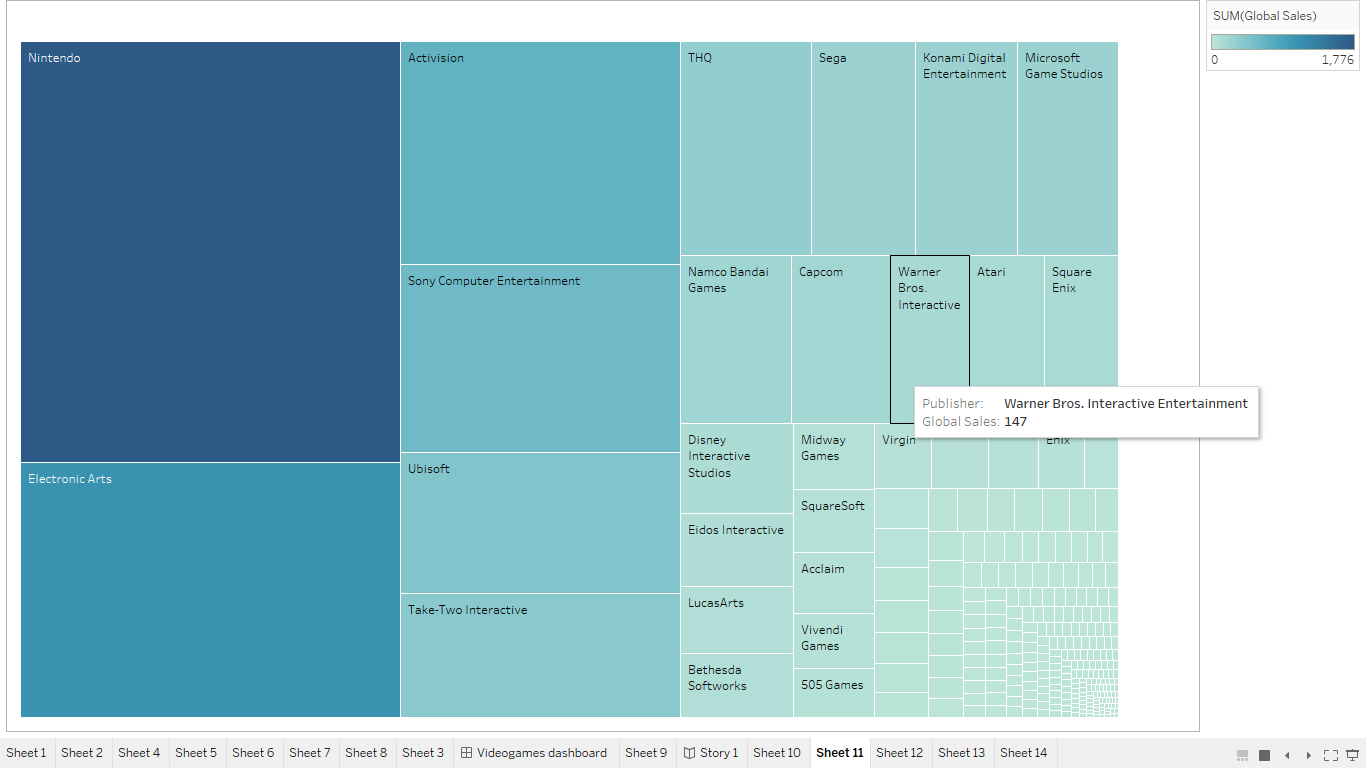 SUM(Global Sales)
0
1,776
Nintendo
Activision
THQ
Sega
Konami Digital
Entertainment
Microsoft
Game Studios
Sony Computer Entertainment
Namco Bandai
Games
Capcom
Warner
Bros.
Interactive
Atari
Square
Enix
Publisher: Warner Bros. Interactive Entertainment
Global Sales: 147
Electronic Arts
Ubisoft
Disney
Interactive
Studios
Midway
Games
Virgin
Enix
SquareSoft
Eidos Interactive
Acclaim
Take-Two Interactive
LucasArts
Vivendi
Games
Bethesda
Softworks
505 Games
Sheet 1 Sheet 2 Sheet 4 Sheet 5 Sheet 6 Sheet 7 Sheet 8 Sheet 3 Videogames dashboard Sheet 9 Story 1 Sheet 10 Sheet 11 Sheet 12 Sheet 13 Sheet 14